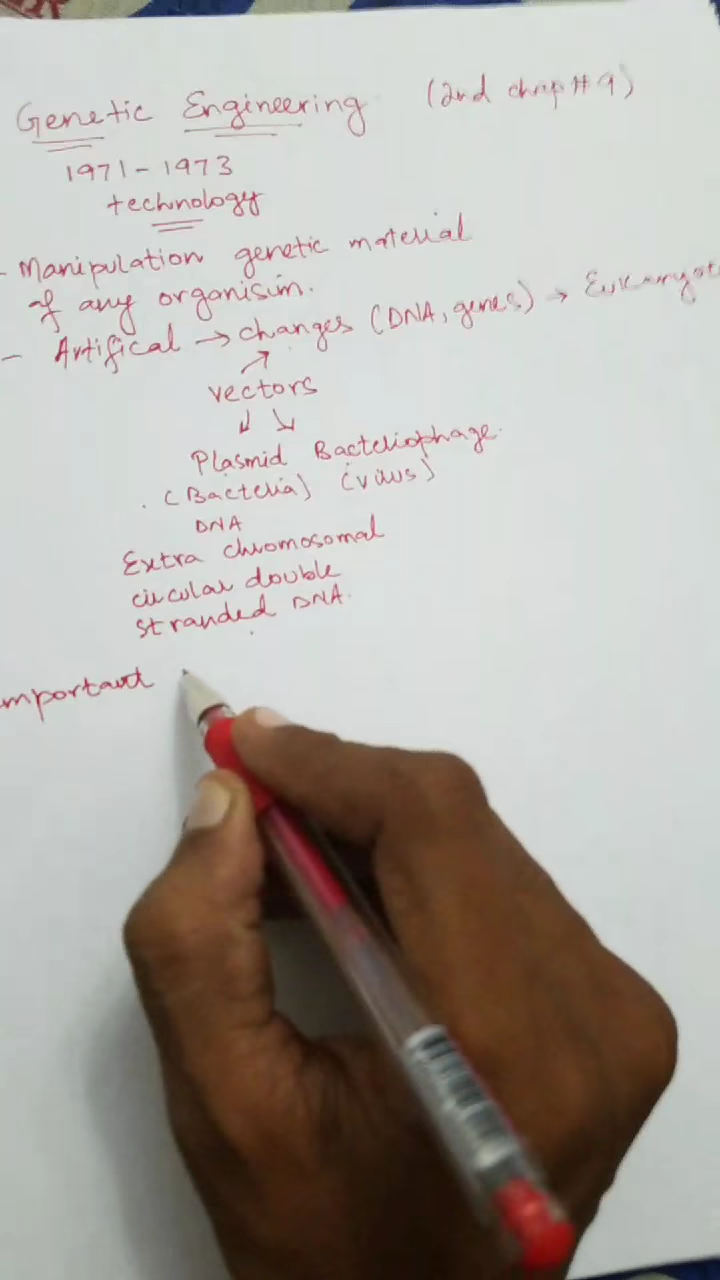 Genetic Engineering (2nd chap # 9)
1971-1973
technology
- Manipulation genetic material
of any organisim.
- Artifical → changes (DNA, genes) → Eukaryot
vectors
Plasmid Bacteriophage.
(Bacteria) (virus)
DNA
Extra chromosomal
circular double
stranded DNA.
mportant